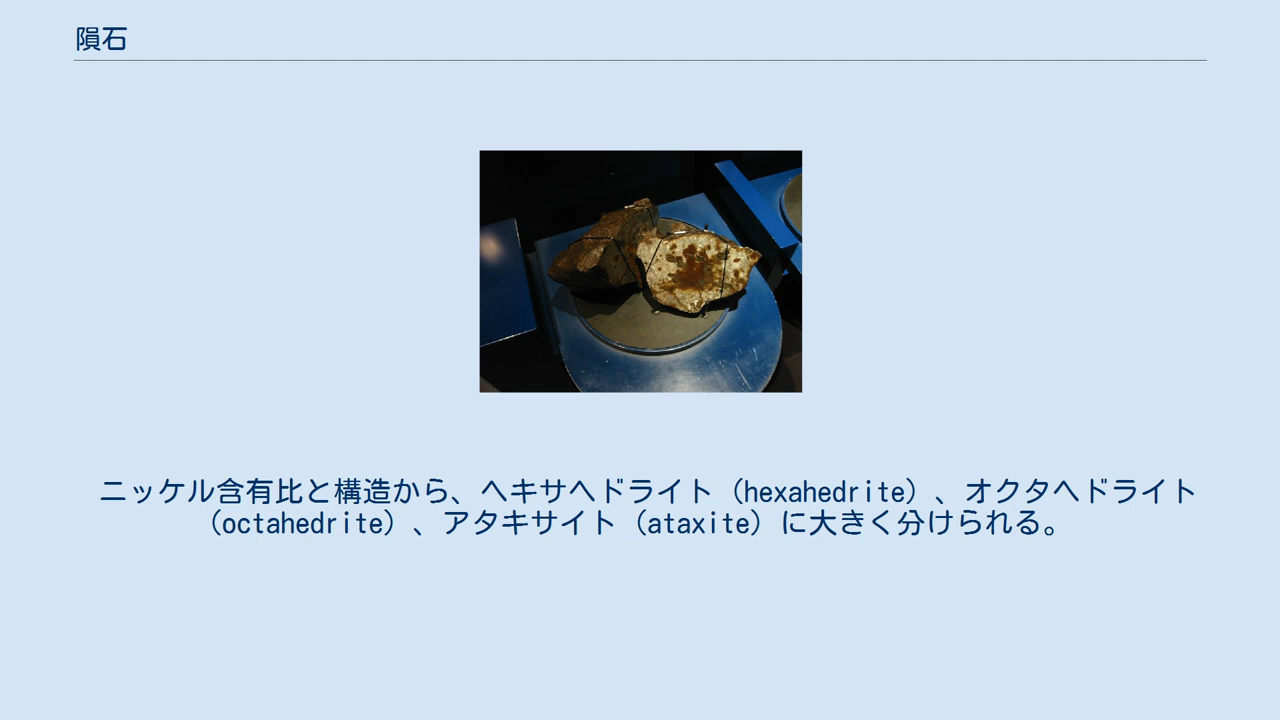 隕石
ニッケル含有比と構造から、ヘキサヘドライト（hexahedrite）、オクタヘドライト
（octahedrite）、アタキサイト（ataxite）に大きく分けられる。